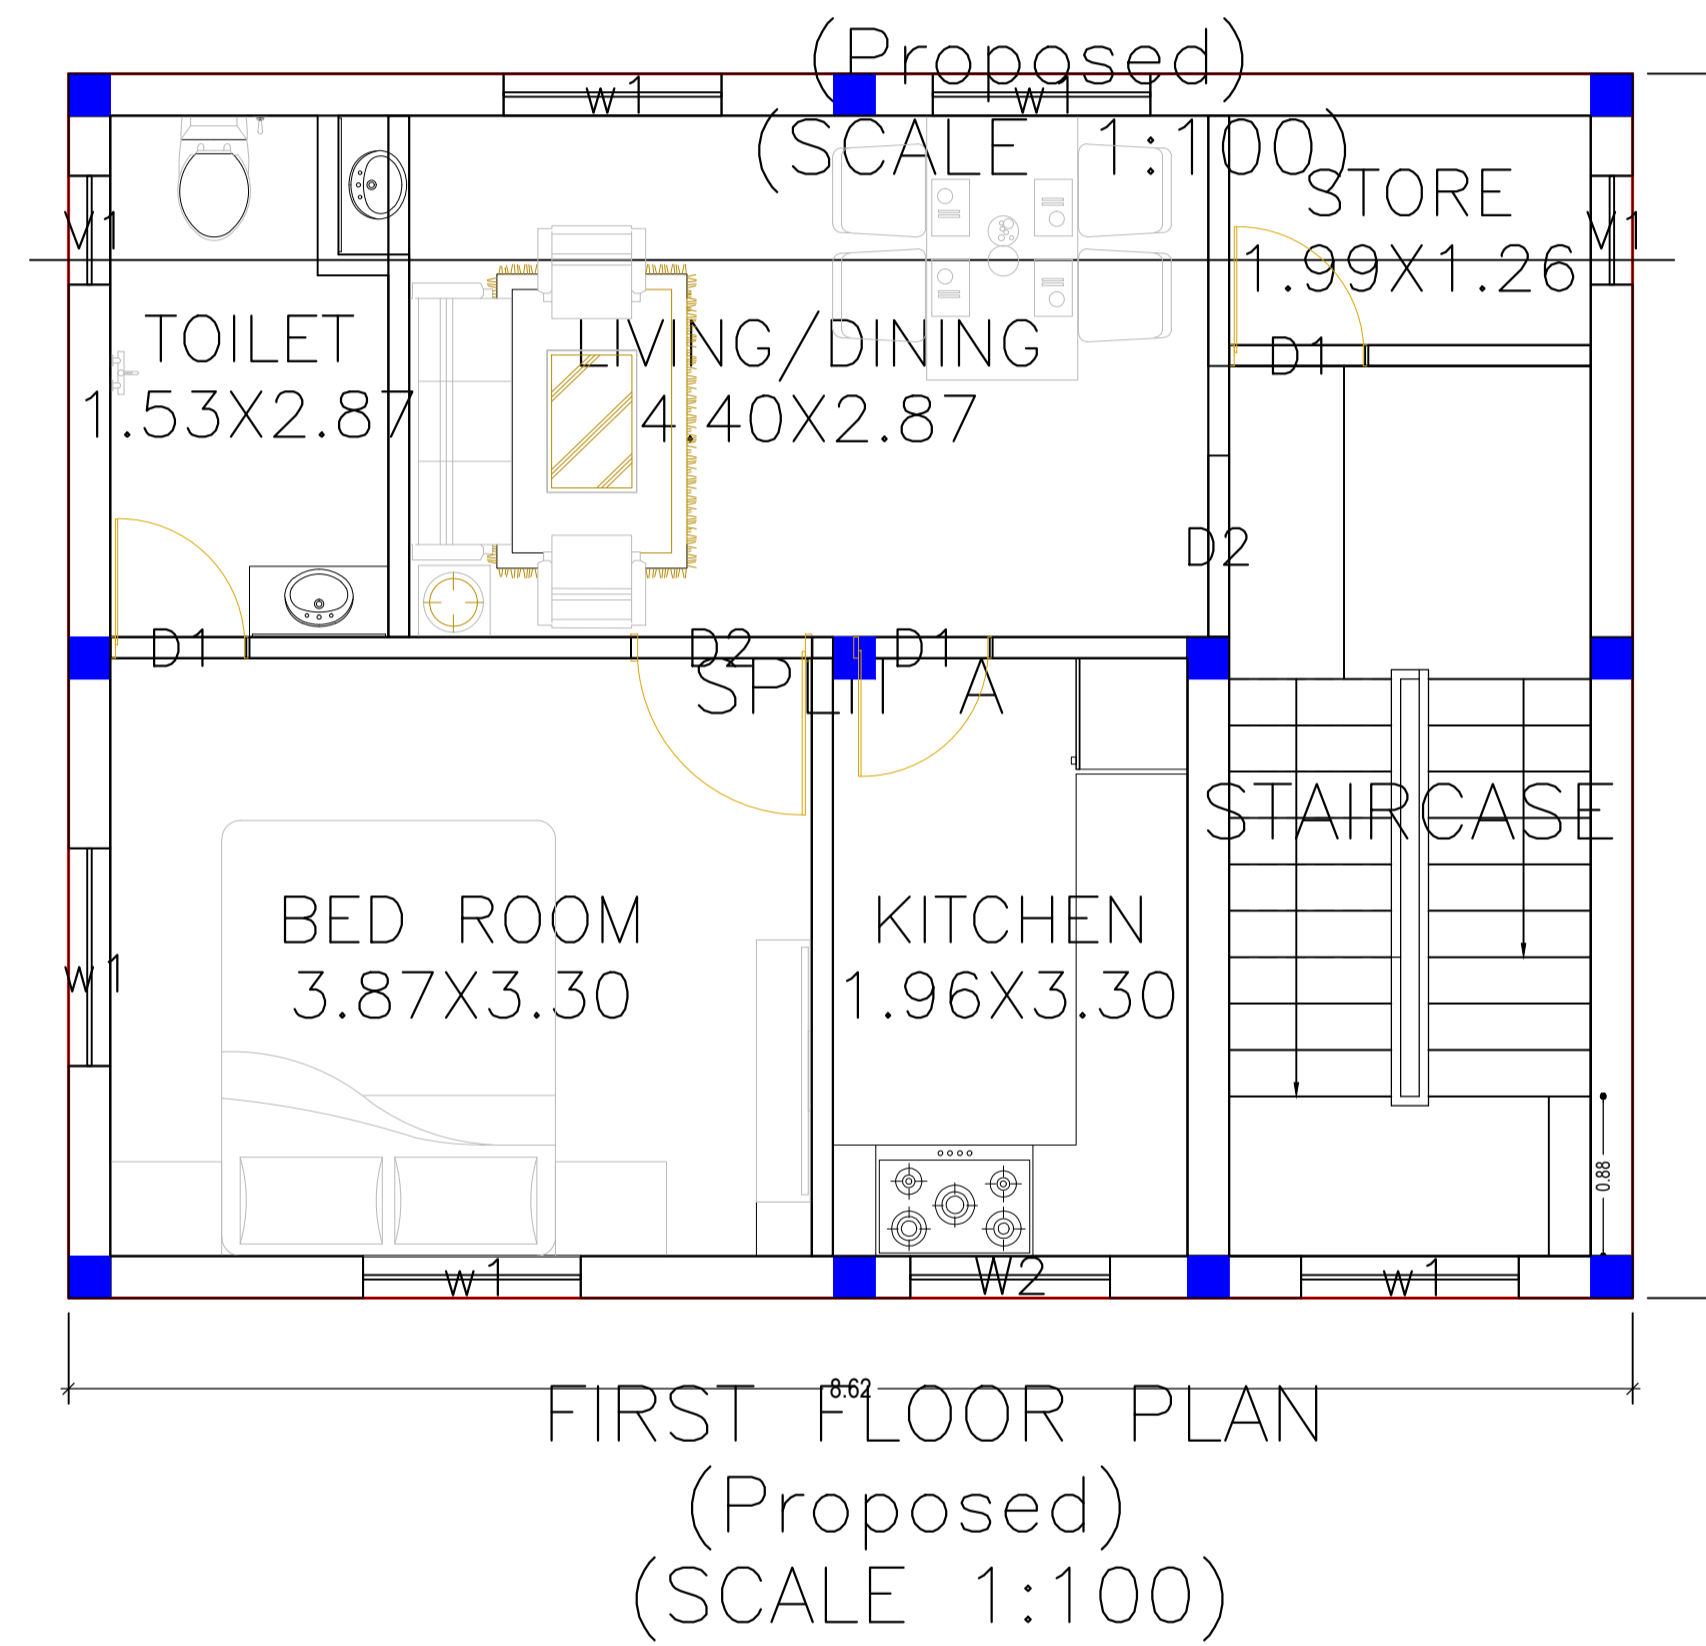 (Proposed)
w1
w1
(SCALE 1:100)
STORE
1.99X1.26
V1
V1
TOILET
1.53X2.87
LIVING/DINING
4.40X2.87
D1
D2
D1
D2
D1
SPLIT A
STAIRCASE
BED ROOM
3.87X3.30
KITCHEN
1.96X3.30
w1
0.88
w1
W2
w1
8.62
FIRST FLOOR PLAN
(Proposed)
(SCALE 1:100)